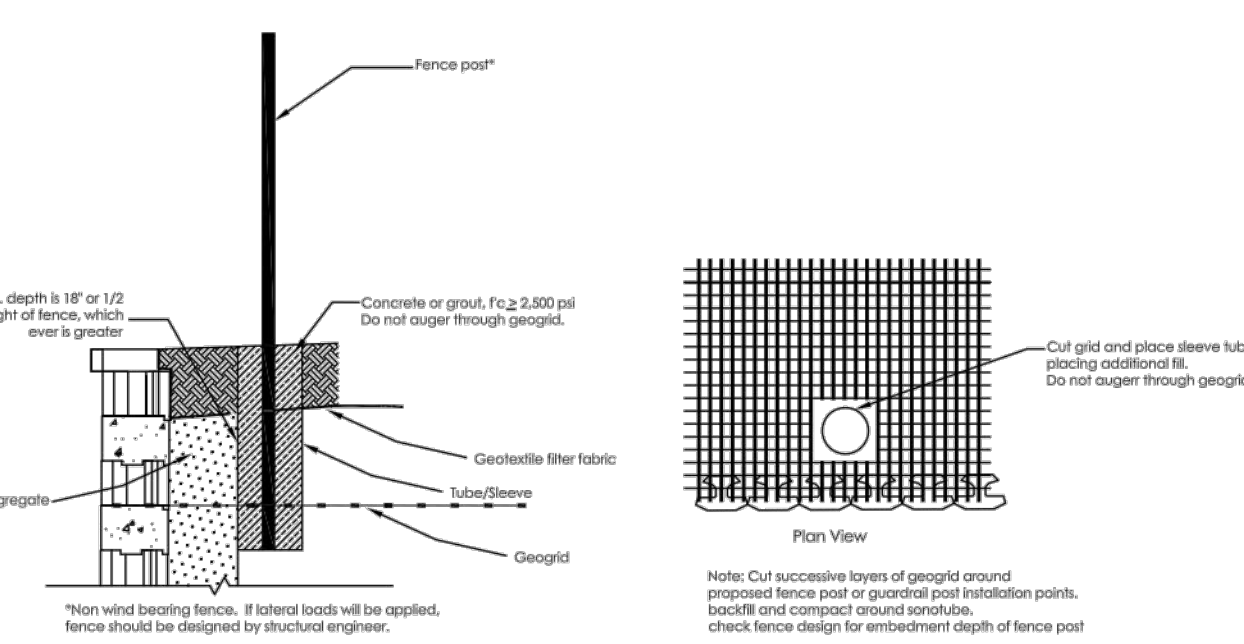 Fence post*
. depth is 18" or 1/2
ght of fence, which
ever is greater
Concrete or grout, f'c ≥ 2,500 psi
Do not auger through geogrid.
Geotextile filter fabric
Tube/Sleeve
gregate
Geogrid
*Non wind bearing fence. If lateral loads will be applied,
fence should be designed by structural engineer.
Cut grid and place sleeve tub
placing additional fill.
Do not augerr through geogri
Plan View
Note: Cut successive layers of geogrid around
proposed fence post or guardrail post installation points.
backfill and compact around sonotube.
check fence design for embedment depth of fence post